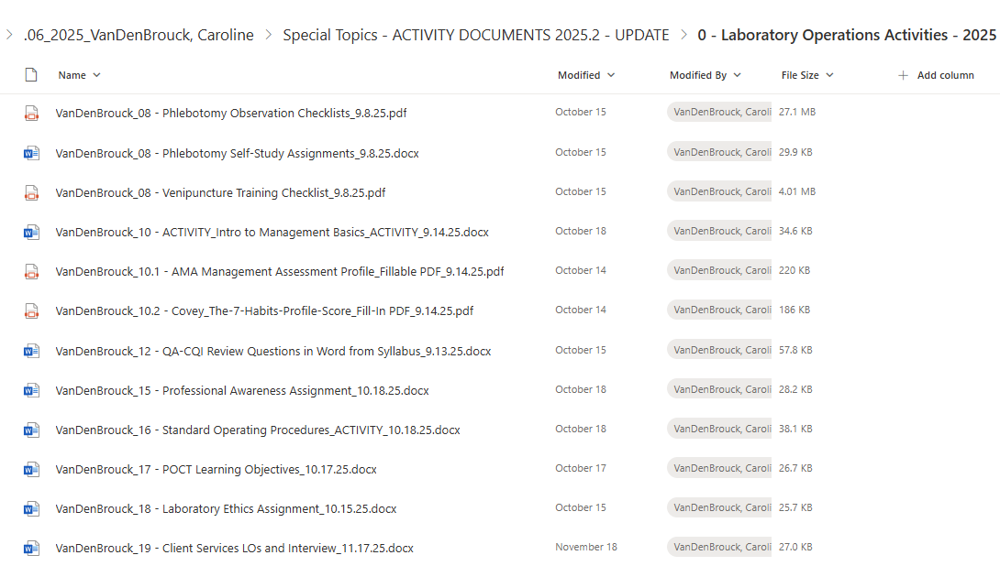 .06_2025_VanDenBrouck, Caroline > Special Topics - ACTIVITY DOCUMENTS 2025.2 - UPDATE > 0 - Laboratory Operations Activities - 2025
Name Modified Modified By File Size + Add column
VanDenBrouck_08 - Phlebotomy Observation Checklists_9.8.25.pdf October 15 VanDenBrouck, Caroli 27.1 MB
VanDenBrouck_08 - Phlebotomy Self-Study Assignments_9.8.25.docx October 15 VanDenBrouck, Caroli 29.9 KB
VanDenBrouck_08 - Venipuncture Training Checklist_9.8.25.pdf October 15 VanDenBrouck, Caroli 4.01 MB
VanDenBrouck_10 - ACTIVITY_Intro to Management Basics_ACTIVITY_9.14.25.docx October 18 VanDenBrouck, Caroli 34.6 KB
VanDenBrouck_10.1 - AMA Management Assessment Profile_Fillable PDF_9.14.25.pdf October 14 VanDenBrouck, Caroli 220 KB
VanDenBrouck_10.2 - Covey_The-7-Habits-Profile-Score_Fill-In PDF_9.14.25.pdf October 14 VanDenBrouck, Caroli 186 KB
VanDenBrouck_12 - QA-CQI Review Questions in Word from Syllabus_9.13.25.docx October 15 VanDenBrouck, Caroli 57.8 KB
VanDenBrouck_15 - Professional Awareness Assignment_10.18.25.docx October 18 VanDenBrouck, Caroli 28.2 KB
VanDenBrouck_16 - Standard Operating Procedures_ACTIVITY_10.18.25.docx October 18 VanDenBrouck, Caroli 38.1 KB
VanDenBrouck_17 - POCT Learning Objectives_10.17.25.docx October 17 VanDenBrouck, Caroli 26.7 KB
VanDenBrouck_18 - Laboratory Ethics Assignment_10.15.25.docx October 15 VanDenBrouck, Caroli 25.7 KB
VanDenBrouck_19 - Client Services LOs and Interview_11.17.25.docx November 18 VanDenBrouck, Caroli 27.0 KB